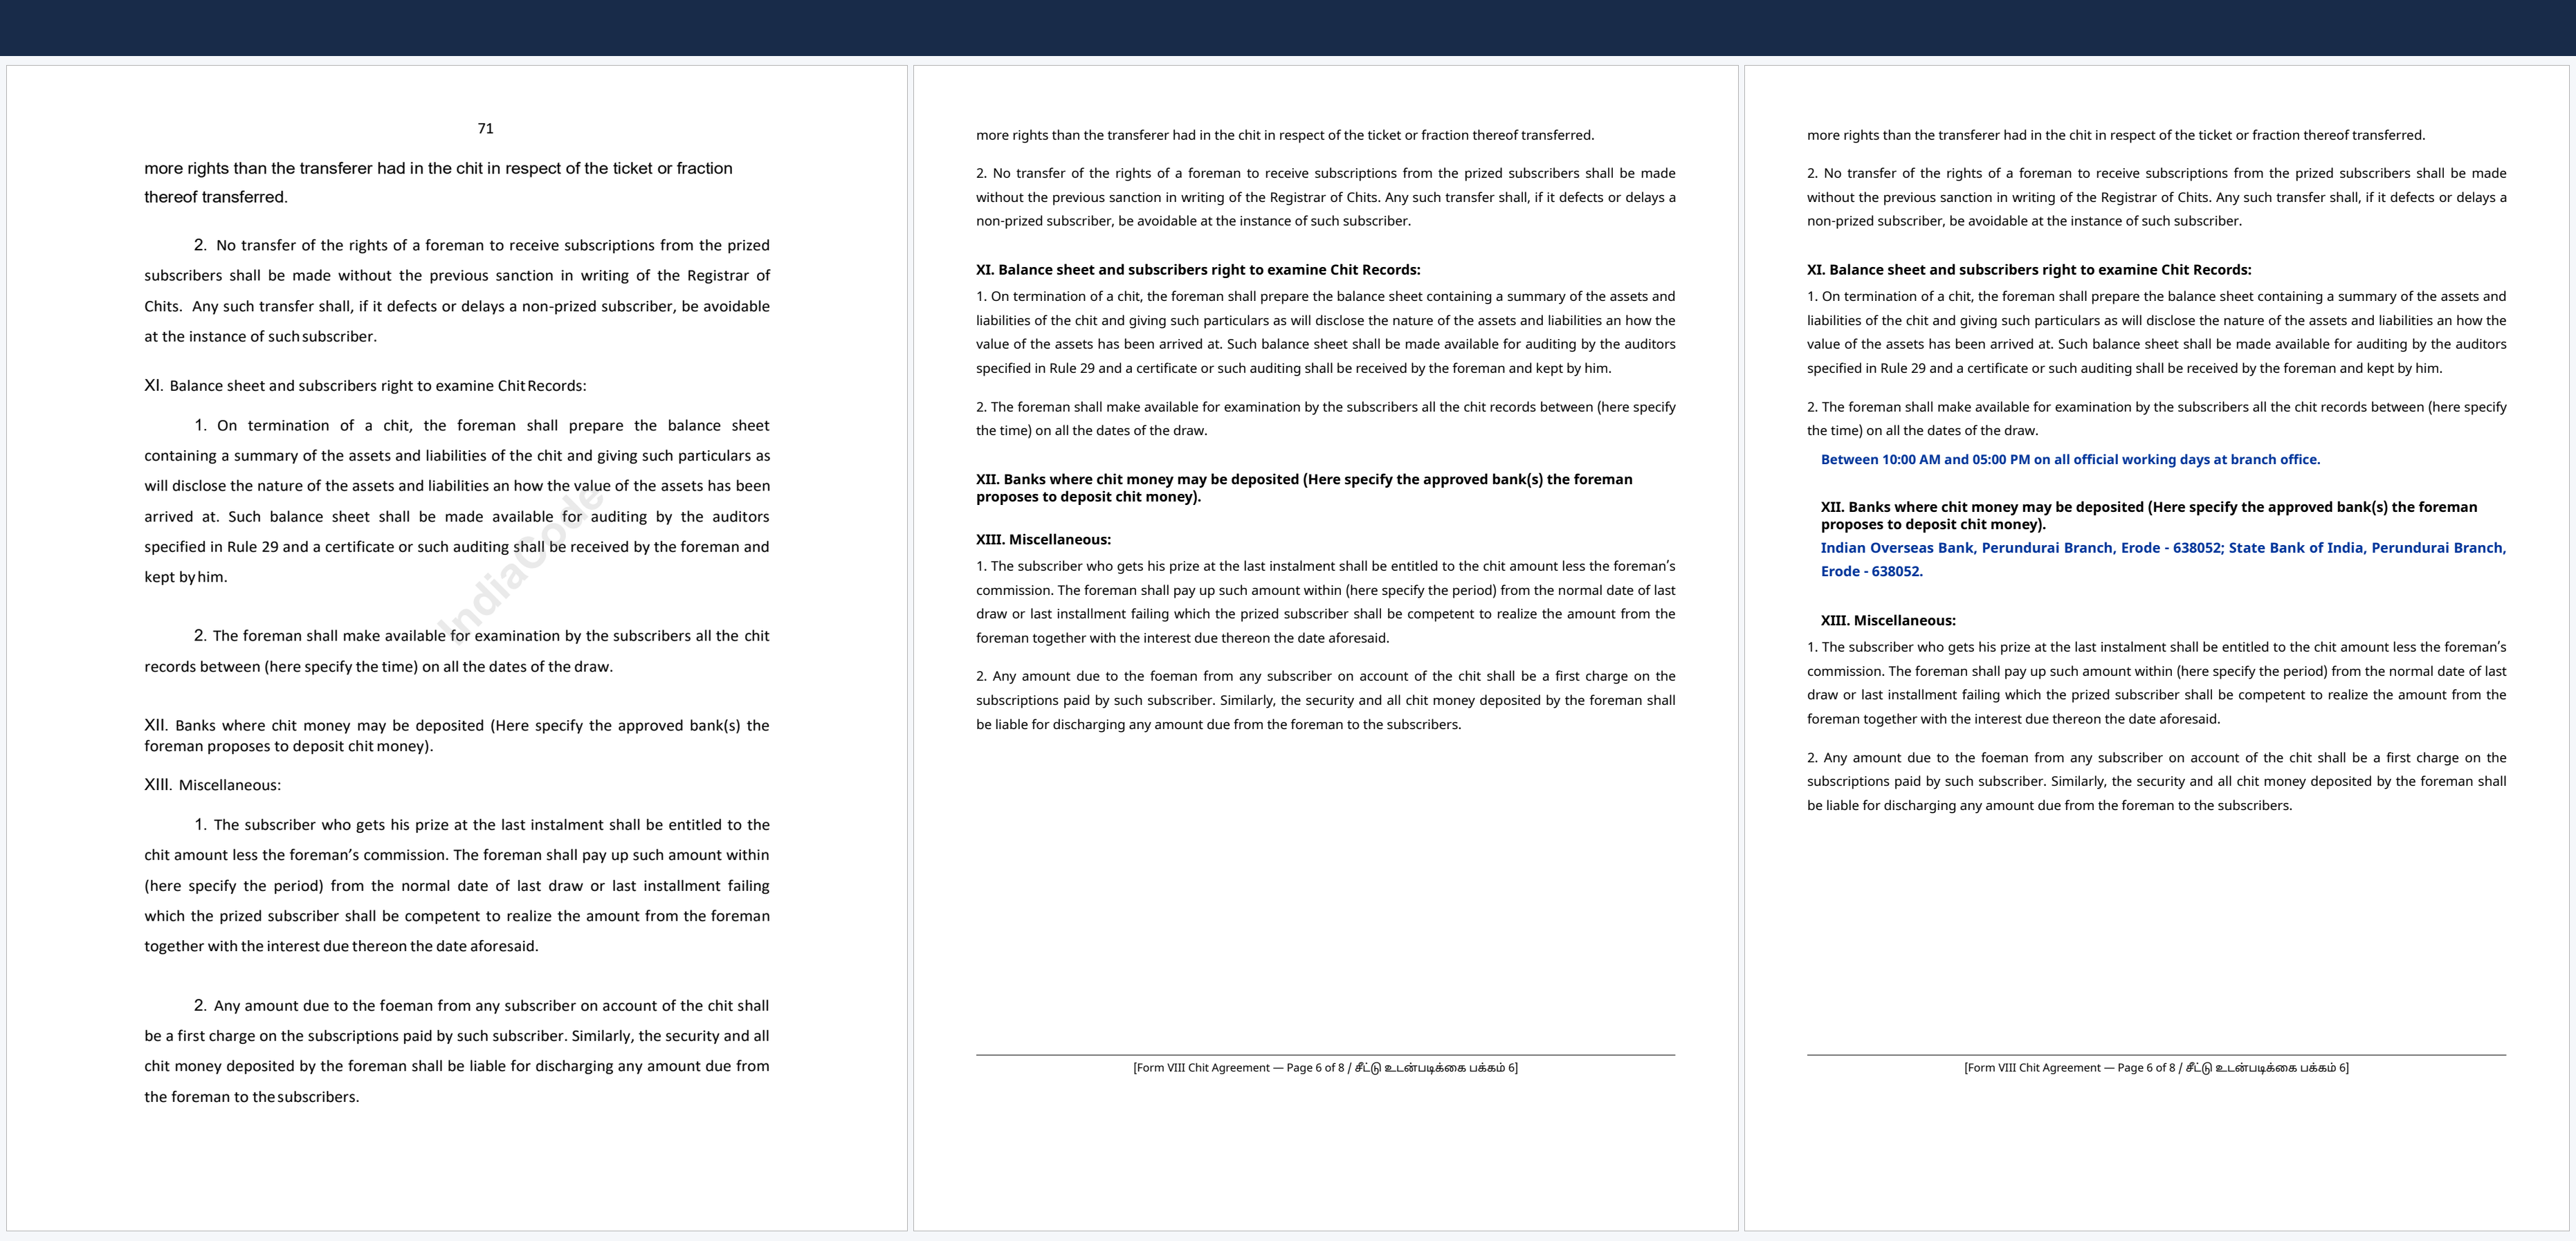 71
more rights than the transferer had in the chit in respect of the ticket or fraction
thereof transferred.
2. No transfer of the rights of a foreman to receive subscriptions from the prized
subscribers shall be made without the previous sanction in writing of the Registrar of
Chits. Any such transfer shall, if it defects or delays a non-prized subscriber, be avoidable
at the instance of such subscriber.
XI. Balance sheet and subscribers right to examine Chit Records:
1. On termination of a chit, the foreman shall prepare the balance sheet
containing a summary of the assets and liabilities of the chit and giving such particulars as
will disclose the nature of the assets and liabilities an how the value of the assets has been
arrived at. Such balance sheet shall be made available for auditing by the auditors
specified in Rule 29 and a certificate or such auditing shall be received by the foreman and
kept by him.
2. The foreman shall make available for examination by the subscribers all the chit
records between (here specify the time) on all the dates of the draw.
XII. Banks where chit money may be deposited (Here specify the approved bank(s) the
foreman proposes to deposit chit money).
XIII. Miscellaneous:
1. The subscriber who gets his prize at the last instalment shall be entitled to the
chit amount less the foreman’s commission. The foreman shall pay up such amount within
(here specify the period) from the normal date of last draw or last installment failing
which the prized subscriber shall be competent to realize the amount from the foreman
together with the interest due thereon the date aforesaid.
2. Any amount due to the foeman from any subscriber on account of the chit shall
be a first charge on the subscriptions paid by such subscriber. Similarly, the security and all
chit money deposited by the foreman shall be liable for discharging any amount due from
the foreman to the subscribers.
IndiaCode
more rights than the transferer had in the chit in respect of the ticket or fraction thereof transferred.
2. No transfer of the rights of a foreman to receive subscriptions from the prized subscribers shall be made
without the previous sanction in writing of the Registrar of Chits. Any such transfer shall, if it defects or delays a
non-prized subscriber, be avoidable at the instance of such subscriber.
XI. Balance sheet and subscribers right to examine Chit Records:
1. On termination of a chit, the foreman shall prepare the balance sheet containing a summary of the assets and
liabilities of the chit and giving such particulars as will disclose the nature of the assets and liabilities an how the
value of the assets has been arrived at. Such balance sheet shall be made available for auditing by the auditors
specified in Rule 29 and a certificate or such auditing shall be received by the foreman and kept by him.
2. The foreman shall make available for examination by the subscribers all the chit records between (here specify
the time) on all the dates of the draw.
XII. Banks where chit money may be deposited (Here specify the approved bank(s) the foreman
proposes to deposit chit money).
XIII. Miscellaneous:
1. The subscriber who gets his prize at the last instalment shall be entitled to the chit amount less the foreman’s
commission. The foreman shall pay up such amount within (here specify the period) from the normal date of last
draw or last installment failing which the prized subscriber shall be competent to realize the amount from the
foreman together with the interest due thereon the date aforesaid.
2. Any amount due to the foeman from any subscriber on account of the chit shall be a first charge on the
subscriptions paid by such subscriber. Similarly, the security and all chit money deposited by the foreman shall
be liable for discharging any amount due from the foreman to the subscribers.
[Form VIII Chit Agreement — Page 6 of 8 / சீட்டு உடன்படிக்கை பக்கம் 6]
more rights than the transferer had in the chit in respect of the ticket or fraction thereof transferred.
2. No transfer of the rights of a foreman to receive subscriptions from the prized subscribers shall be made
without the previous sanction in writing of the Registrar of Chits. Any such transfer shall, if it defects or delays a
non-prized subscriber, be avoidable at the instance of such subscriber.
XI. Balance sheet and subscribers right to examine Chit Records:
1. On termination of a chit, the foreman shall prepare the balance sheet containing a summary of the assets and
liabilities of the chit and giving such particulars as will disclose the nature of the assets and liabilities an how the
value of the assets has been arrived at. Such balance sheet shall be made available for auditing by the auditors
specified in Rule 29 and a certificate or such auditing shall be received by the foreman and kept by him.
2. The foreman shall make available for examination by the subscribers all the chit records between (here specify
the time) on all the dates of the draw.
Between 10:00 AM and 05:00 PM on all official working days at branch office.
XII. Banks where chit money may be deposited (Here specify the approved bank(s) the foreman
proposes to deposit chit money).
Indian Overseas Bank, Perundurai Branch, Erode - 638052; State Bank of India, Perundurai Branch,
Erode - 638052.
XIII. Miscellaneous:
1. The subscriber who gets his prize at the last instalment shall be entitled to the chit amount less the foreman’s
commission. The foreman shall pay up such amount within (here specify the period) from the normal date of last
draw or last installment failing which the prized subscriber shall be competent to realize the amount from the
foreman together with the interest due thereon the date aforesaid.
2. Any amount due to the foeman from any subscriber on account of the chit shall be a first charge on the
subscriptions paid by such subscriber. Similarly, the security and all chit money deposited by the foreman shall
be liable for discharging any amount due from the foreman to the subscribers.
[Form VIII Chit Agreement — Page 6 of 8 / சீட்டு உடன்படிக்கை பக்கம் 6]